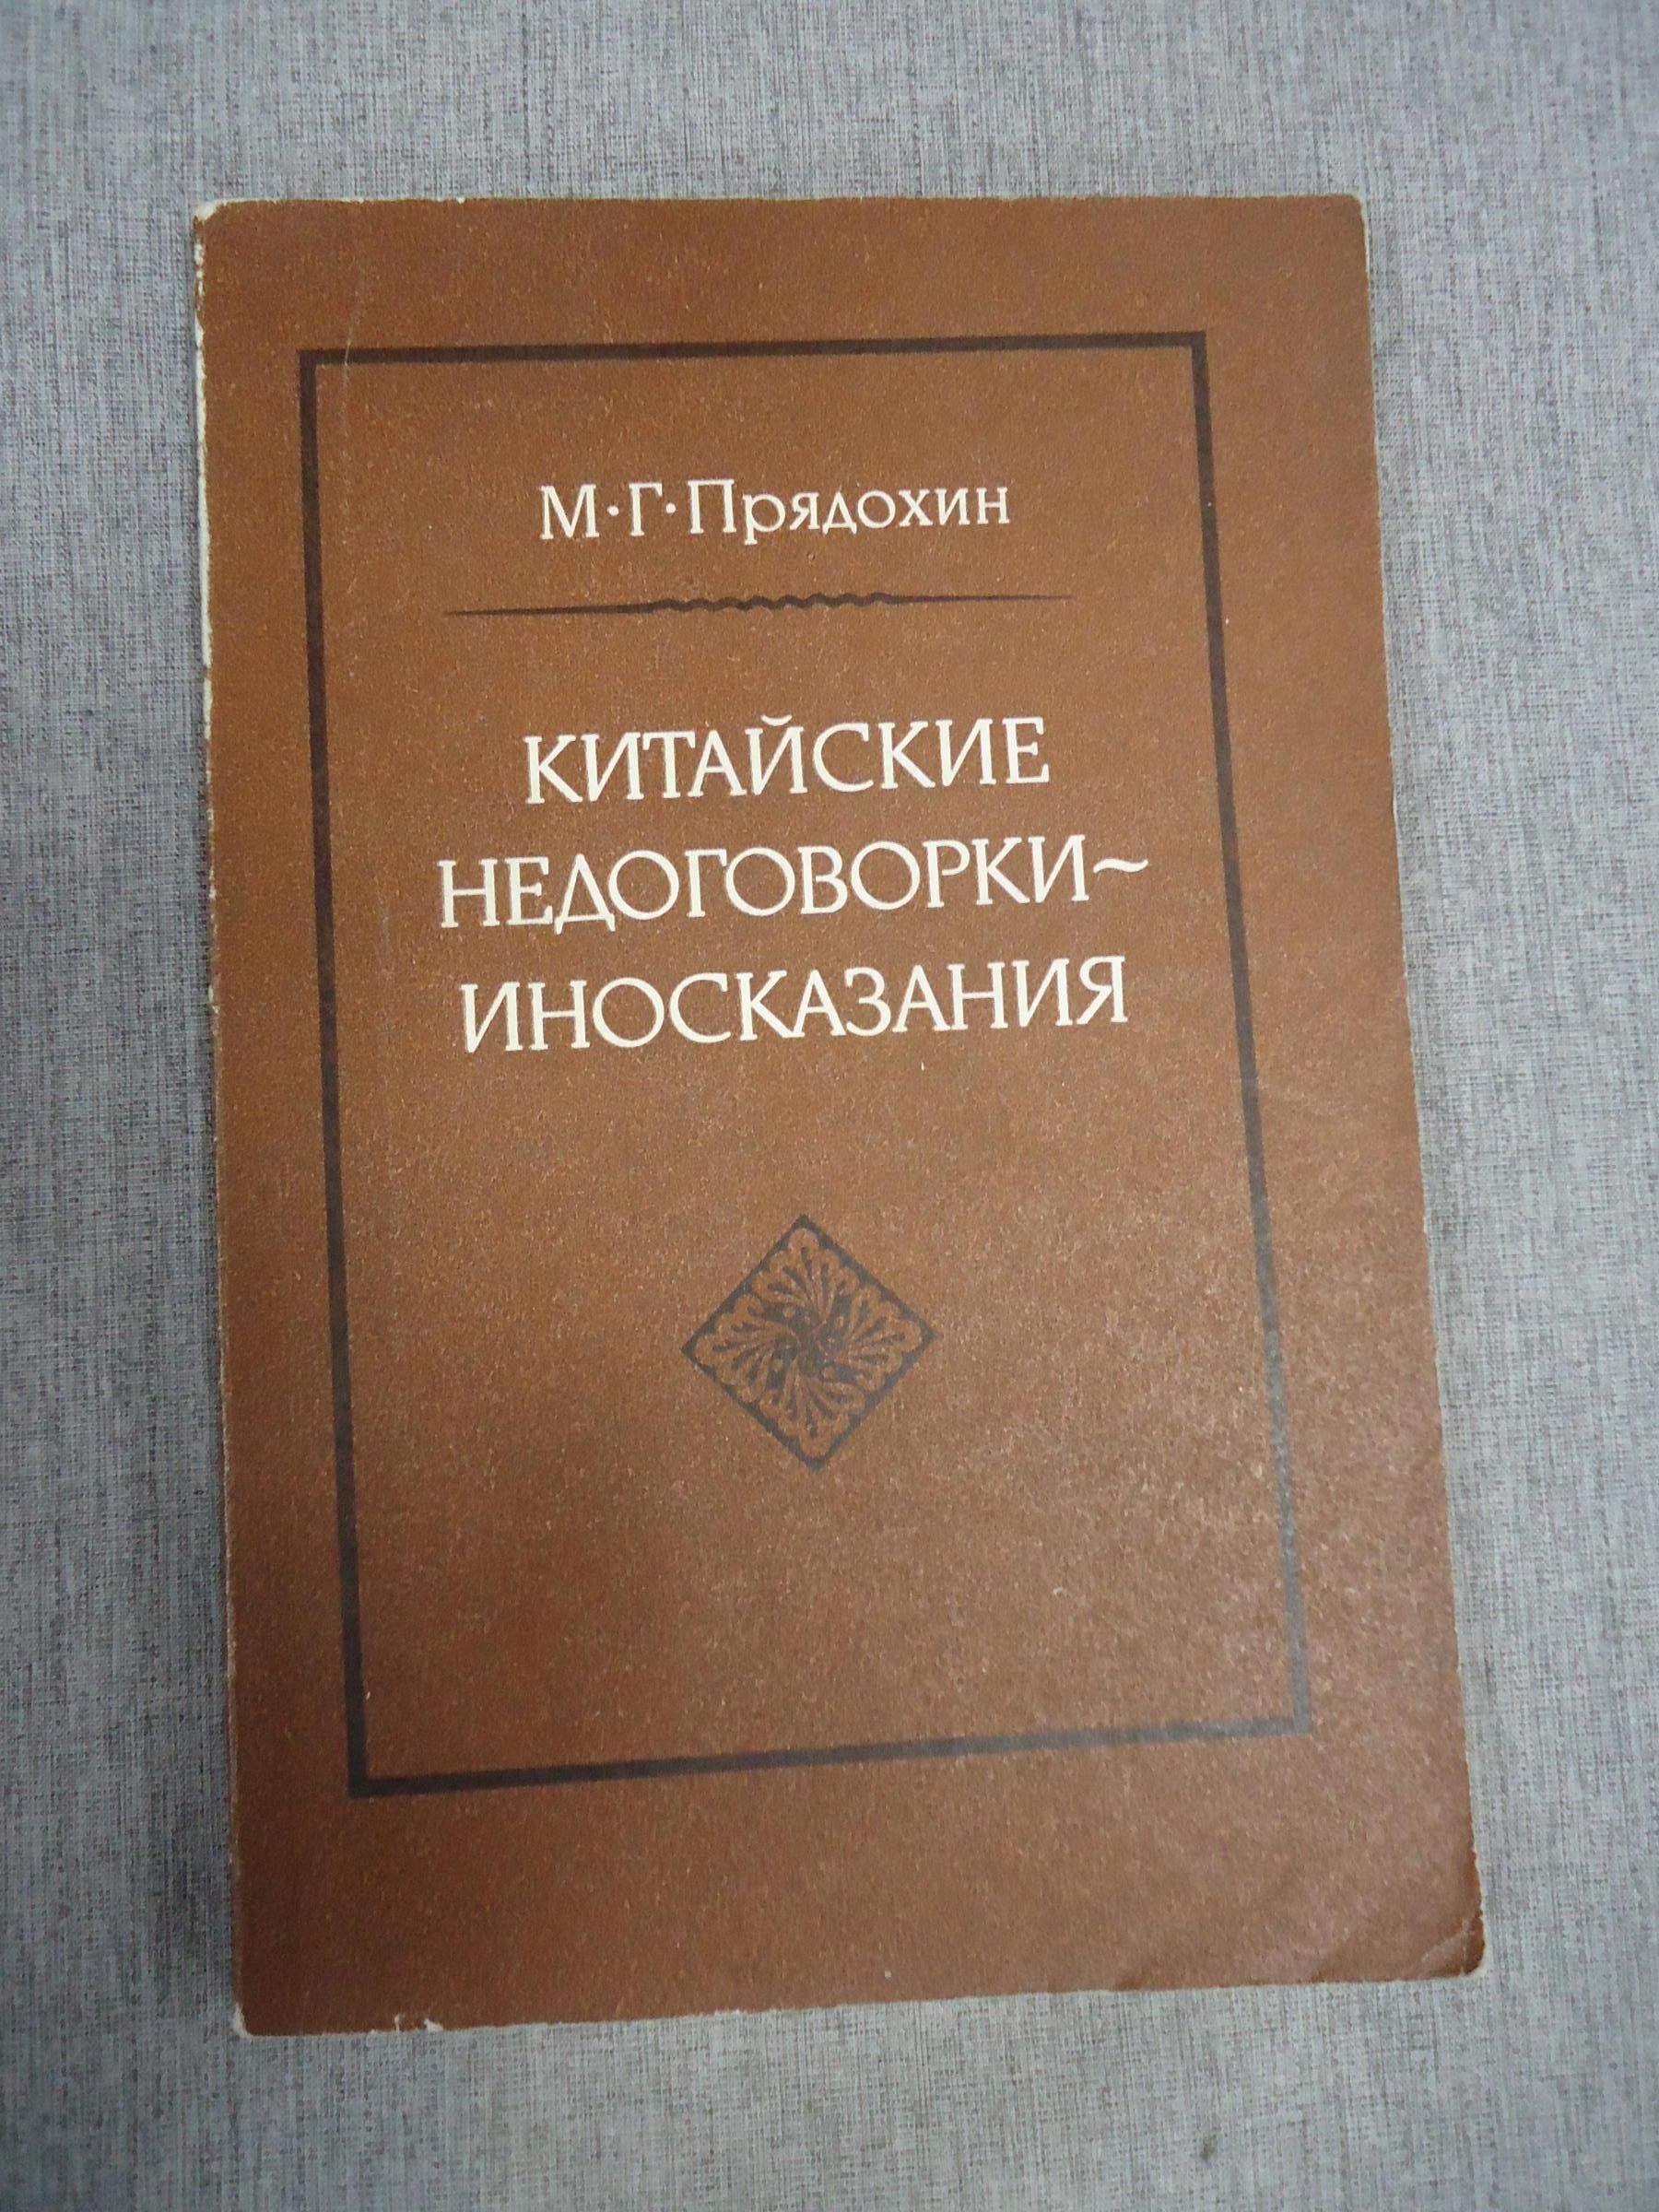 М·Г·Прядохин
КИТАЙСКИЕ
НЕДОГОВОРКИ~
ИНОСКАЗАНИЯ